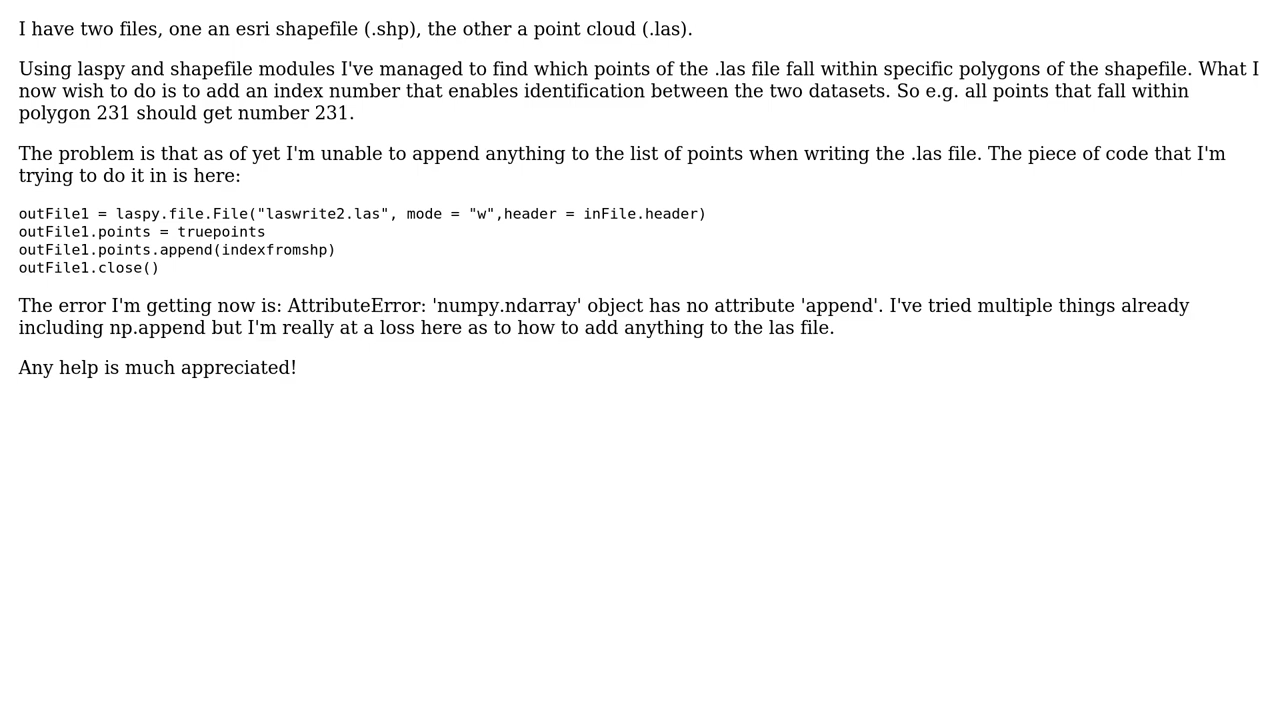 I have two files, one an esri shapefile (.shp), the other a point cloud (.las).
Using laspy and shapefile modules I've managed to find which points of the .las file fall within specific polygons of the shapefile. What I
now wish to do is to add an index number that enables identification between the two datasets. So e.g. all points that fall within
polygon 231 should get number 231.
The problem is that as of yet I'm unable to append anything to the list of points when writing the .las file. The piece of code that I'm
trying to do it in is here:
outFile1 = laspy.file.File("laswrite2.las", mode = "w",header = inFile.header)
outFile1.points = truepoints
outFile1.points.append(indexfromshp)
outFile1.close()
The error I'm getting now is: AttributeError: 'numpy.ndarray' object has no attribute 'append'. I've tried multiple things already
including np.append but I'm really at a loss here as to how to add anything to the las file.
Any help is much appreciated!